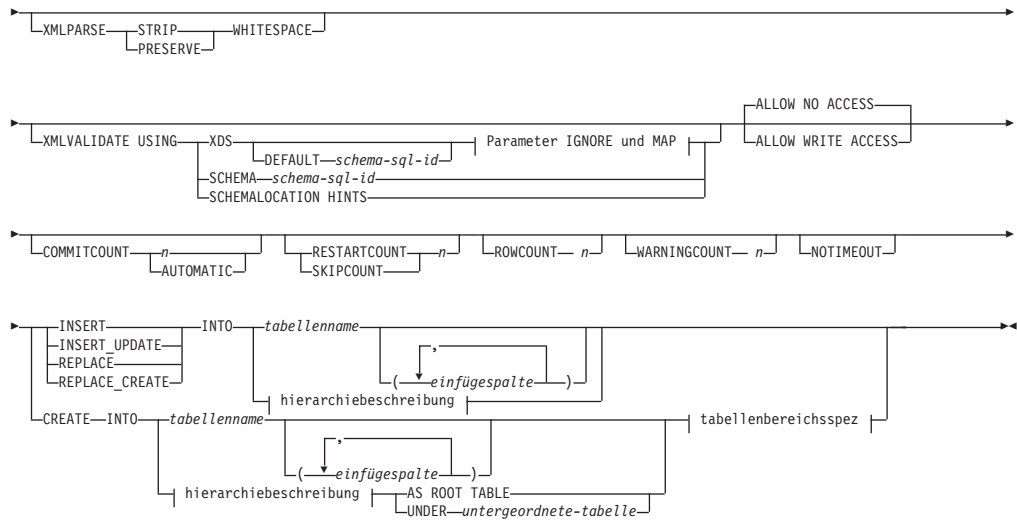 XMLPARSE STRIP WHITESPACE
PRESERVE
ALLOW NO ACCESS
XMLVALIDATE USING XDS Parameter IGNORE und MAP ALLOW WRITE ACCESS
DEFAULT schema-sql-id
SCHEMA schema-sql-id
SCHEMALOCATION HINTS
COMMITCOUNT n RESTARTCOUNT n ROWCOUNT n WARNINGCOUNT n NOTIMEOUT
AUTOMATIC SKIPCOUNT
INSERT INTO tabellenname
INSERT_UPDATE ,
REPLACE
REPLACE_CREATE ( einfügespalte )
hierarchiebeschreibung
CREATE INTO tabellenname tabellenbereichsspez
,
( einfügespalte )
hierarchiebeschreibung AS ROOT TABLE
UNDER untergeordnete-tabelle